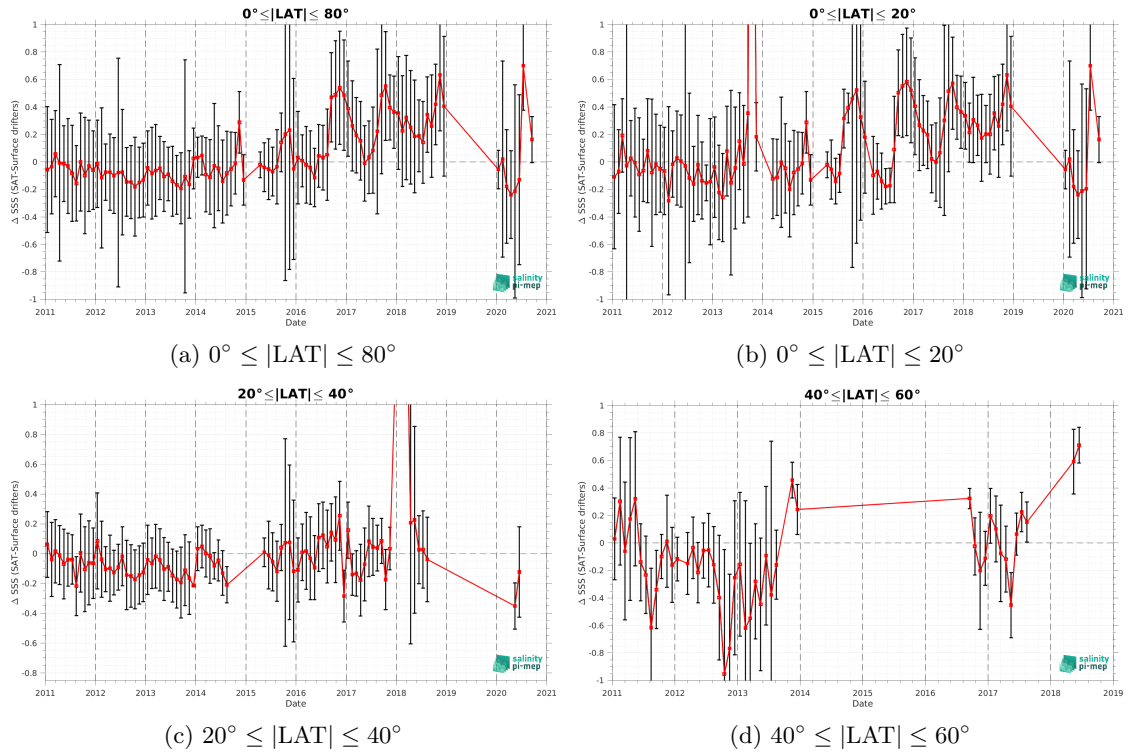 0°≤|LAT|≤ 80°
Δ SSS (SAT-Surface drifters)
1
0.8
0.6
0.4
0.2
0
-0.2
-0.4
-0.6
-0.8
-1
2011 2012 2013 2014 2015 2016 2017 2018 2019 2020 2021
Date
salinity
pi-mep
(a) 0° ≤ |LAT| ≤ 80°
0°≤|LAT|≤ 20°
Δ SSS (SAT-Surface drifters)
1
0.8
0.6
0.4
0.2
0
-0.2
-0.4
-0.6
-0.8
-1
2011 2012 2013 2014 2015 2016 2017 2018 2019 2020 2021
Date
salinity
pi-mep
(b) 0° ≤ |LAT| ≤ 20°
20°≤|LAT|≤ 40°
Δ SSS (SAT-Surface drifters)
1
0.8
0.6
0.4
0.2
0
-0.2
-0.4
-0.6
-0.8
2011 2012 2013 2014 2015 2016 2017 2018 2019 2020 2021
Date
salinity
pi-mep
(c) 20° ≤ |LAT| ≤ 40°
40°≤|LAT|≤ 60°
Δ SSS (SAT-Surface drifters)
1
0.8
0.6
0.4
0.2
0
-0.2
-0.4
-0.6
-0.8
-1
2011 2012 2013 2014 2015 2016 2017 2018 2019
Date
salinity
pi-mep
(d) 40° ≤ |LAT| ≤ 60°